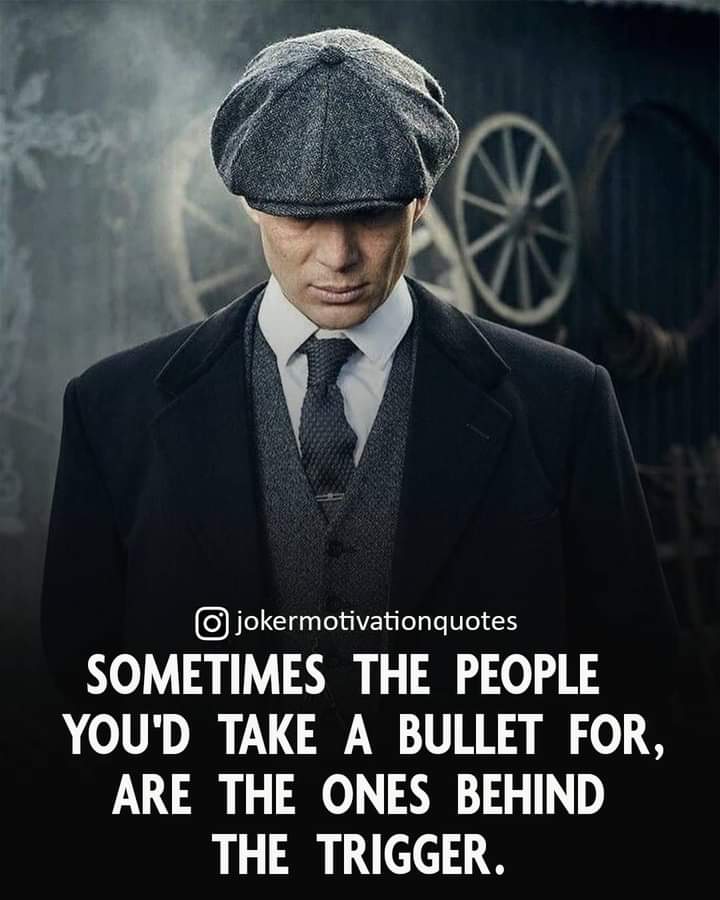 jokermotivationquotes
SOMETIMES THE PEOPLE
YOU'D TAKE A BULLET FOR,
ARE THE ONES BEHIND
THE TRIGGER.